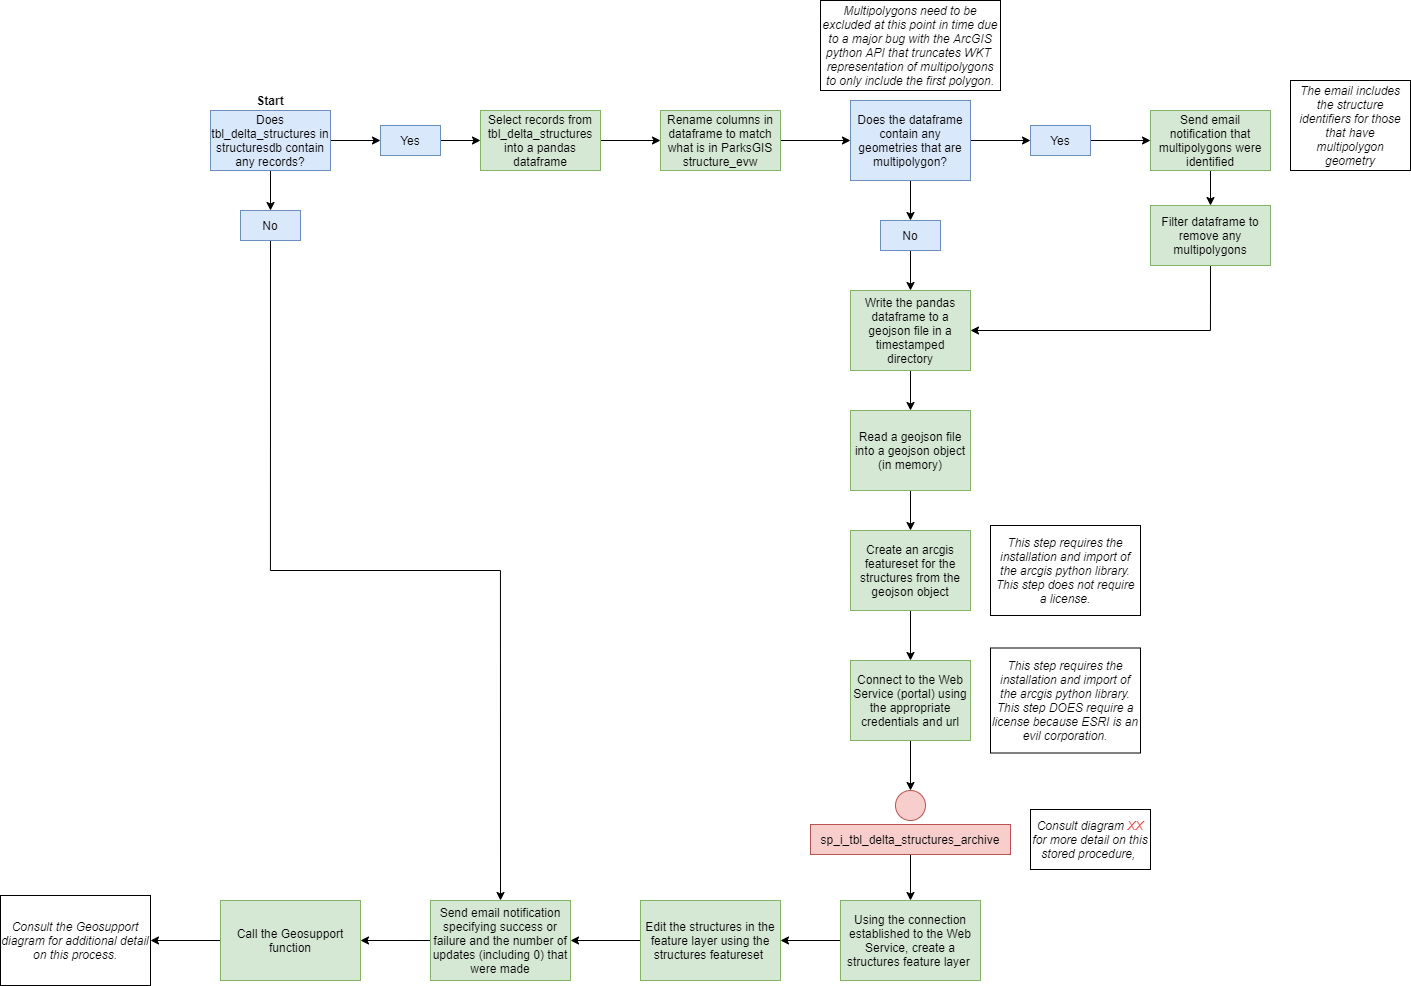 Multipolygons need to be
excluded at this point in time due
to a major bug with the ArcGIS
python API that truncates WKT
representation of multipolygons
to only include the first polygon.
The email includes
the structure
identifiers for those
that have
multipolygon
geometry
Start
Does
tbl_delta_structures in
structuresdb contain
any records?
Yes
Select records from
tbl_delta_structures
into a pandas
dataframe
Rename columns in
dataframe to match
what is in ParksGIS
structure_evw
Does the dataframe
contain any
geometries that are
multipolygon?
Yes
Send email
notification that
multipolygons were
identified
No
No
Filter dataframe to
remove any
multipolygons
Write the pandas
dataframe to a
geojson file in a
timestamped
directory
Read a geojson file
into a geojson object
(in memory)
Create an arcgis
featureset for the
structures from the
geojson object
This step requires the
installation and import of
the arcgis python library.
This step does not require
a license.
Connect to the Web
Service (portal) using
the appropriate
credentials and url
This step requires the
installation and import of
the arcgis python library.
This step DOES require a
license because ESRI is an
evil corporation.
sp_i_tbl_delta_structures_archive
Consult diagram XX
for more detail on this
stored procedure,
Consult the Geosupport
diagram for additional detail
on this process.
Call the Geosupport
function
Send email notification
specifying success or
failure and the number of
updates (including 0) that
were made
Edit the structures in the
feature layer using the
structures featureset
Using the connection
established to the Web
Service, create a
structures feature layer